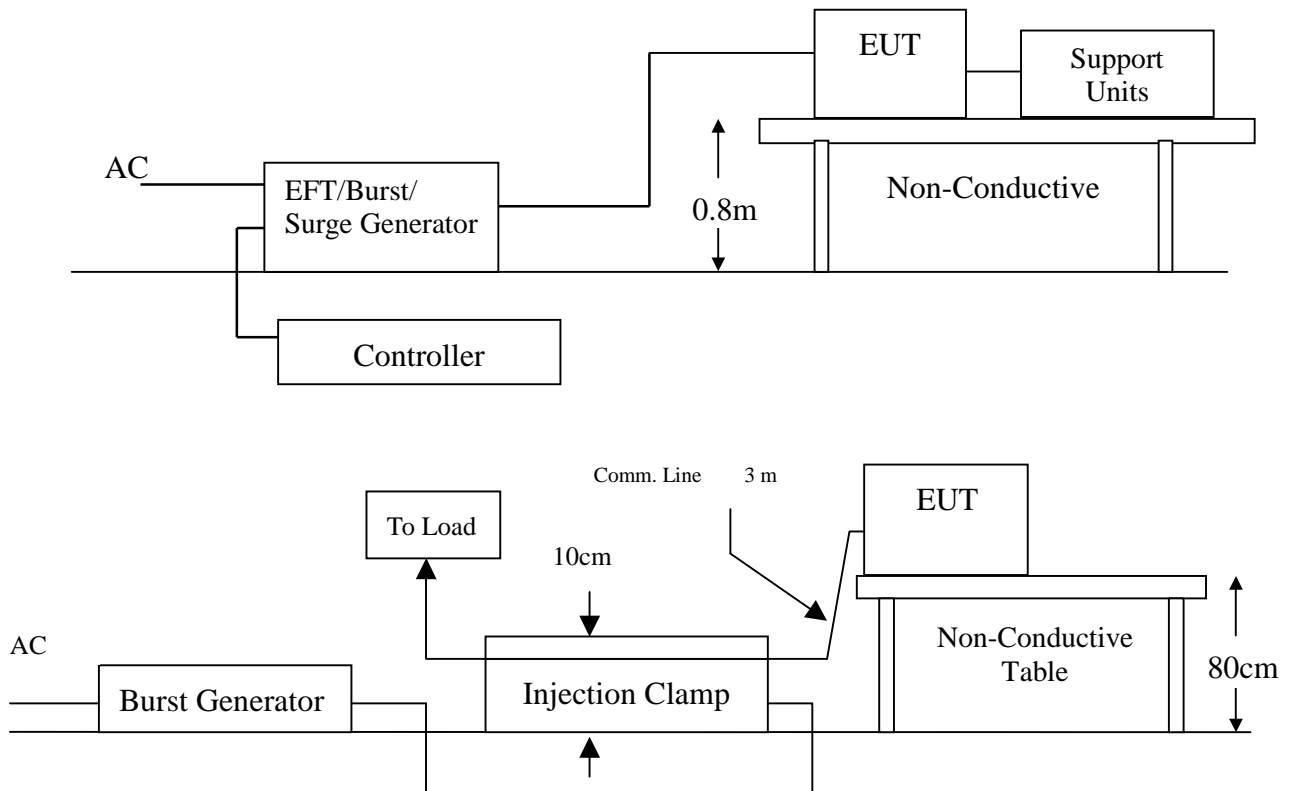 EUT
Support
Units
AC
EFT/Burst/
Surge Generator
0.8m
Non-Conductive
Controller
Comm. Line 3 m
EUT
To Load
10cm
AC
Non-Conductive
Table
80cm
Burst Generator
Injection Clamp